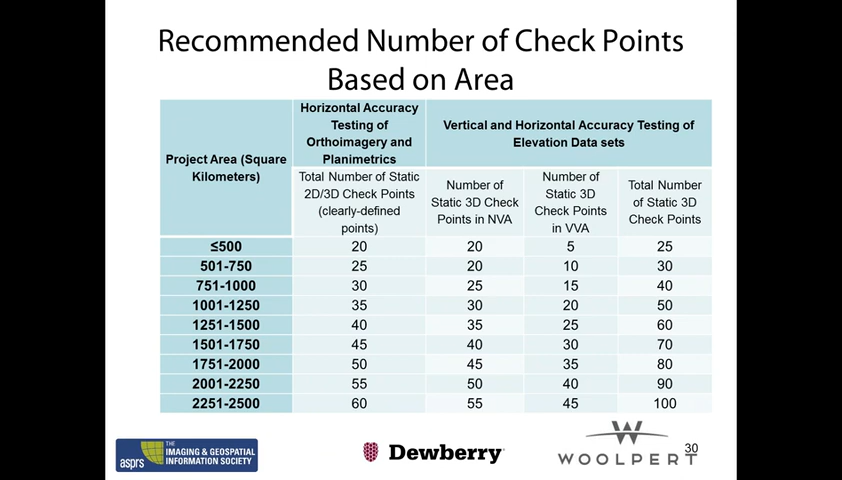 Recommended Number of Check Points
Based on Area
Project Area (Square
Kilometers)
Horizontal Accuracy
Testing of
Orthoimagery and
Planimetrics
Vertical and Horizontal Accuracy Testing of
Elevation Data sets
Total Number of Static
2D/3D Check Points
(clearly-defined
points)
Number of
Static 3D Check
Points in NVA
Number of
Static 3D
Check Points
in VVA
Total Number
of Static 3D
Check Points
≤500 20 20 5 25
501-750 25 20 10 30
751-1000 30 25 15 40
1001-1250 35 30 20 50
1251-1500 40 35 25 60
1501-1750 45 40 30 70
1751-2000 50 45 35 80
2001-2250 55 50 40 90
2251-2500 60 55 45 100
asprs THE
IMAGING & GEOSPATIAL
INFORMATION SOCIETY
Dewberry
WOOLPERT
30